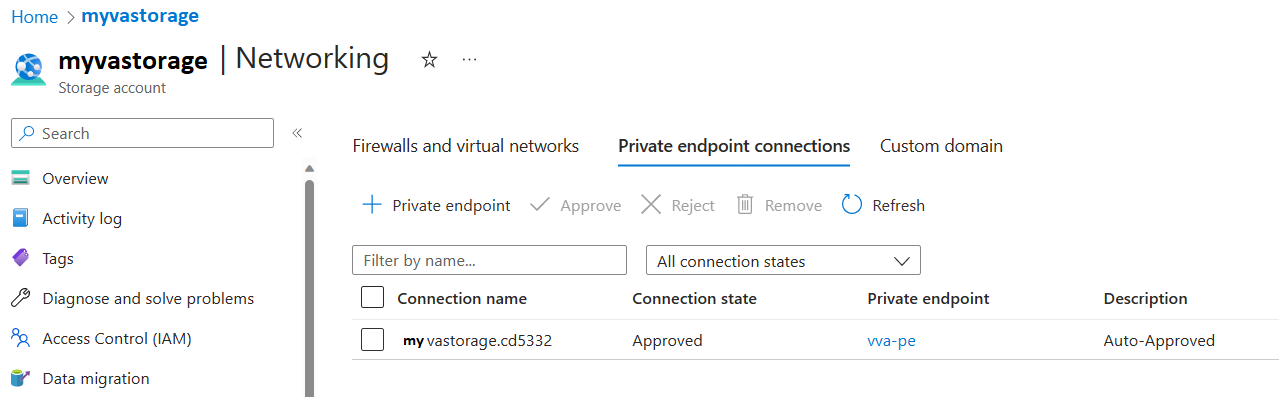 Home > myvastorage
myvastorage | Networking ☆ ...
Storage account
Search «
Firewalls and virtual networks Private endpoint connections Custom domain
Overview
+ Private endpoint Approve Reject Remove Refresh
Activity log
Tags
Filter by name... All connection states
Diagnose and solve problems
Connection name Connection state Private endpoint Description
Access Control (IAM)
my vastorage.cd5332 Approved vva-pe Auto-Approved
Data migration